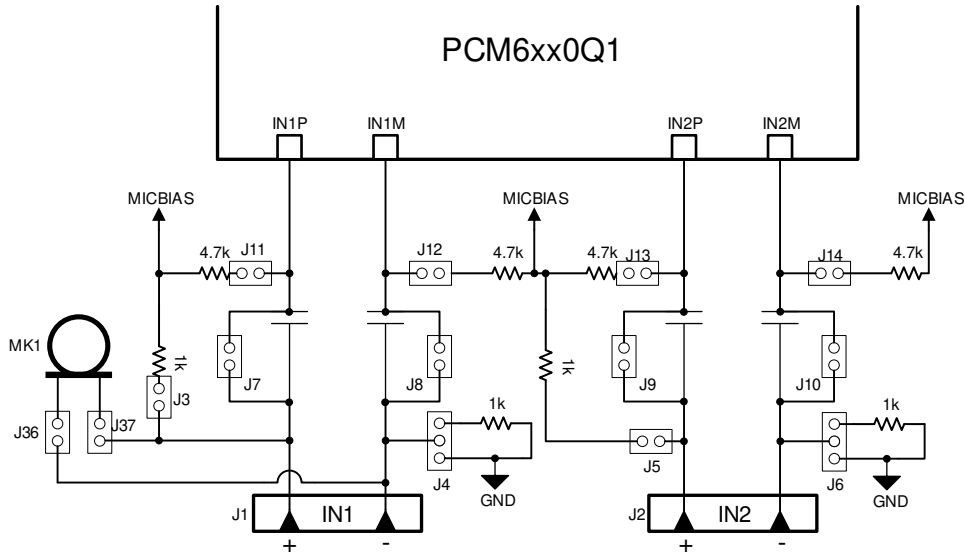 PCM6xx0Q1
IN1P
IN1M
IN2P
IN2M
MICBIAS
MICBIAS
MICBIAS
4.7k
J11
J12
4.7k
4.7k
J13
J14
4.7k
MK1
1k
J3
J7
J8
1k
J9
J10
J36
J37
1k
J4
GND
J5
1k
J6
GND
J1
IN1
J2
IN2
+
-
+
-